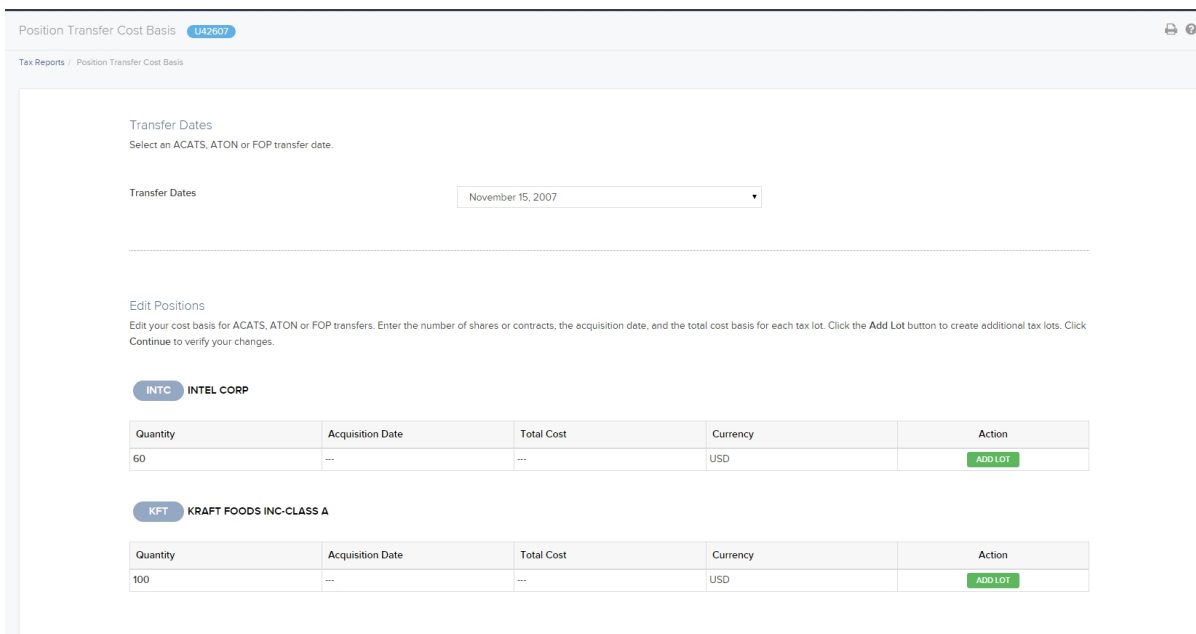 Position Transfer Cost Basis U42607
Tax Reports / Position Transfer Cost Basis
Transfer Dates
Select an ACATS, ATON or FOP transfer date.
Transfer Dates November 15, 2007
Edit Positions
Edit your cost basis for ACATS, ATON or FOP transfers. Enter the number of shares or contracts, the acquisition date, and the total cost basis for each tax lot. Click the Add Lot button to create additional tax lots. Click
Continue to verify your changes.
INTC INTEL CORP
Quantity Acquisition Date Total Cost Currency Action
60 --- --- USD ADD LOT
KFT KRAFT FOODS INC-CLASS A
Quantity Acquisition Date Total Cost Currency Action
100 --- --- USD ADD LOT